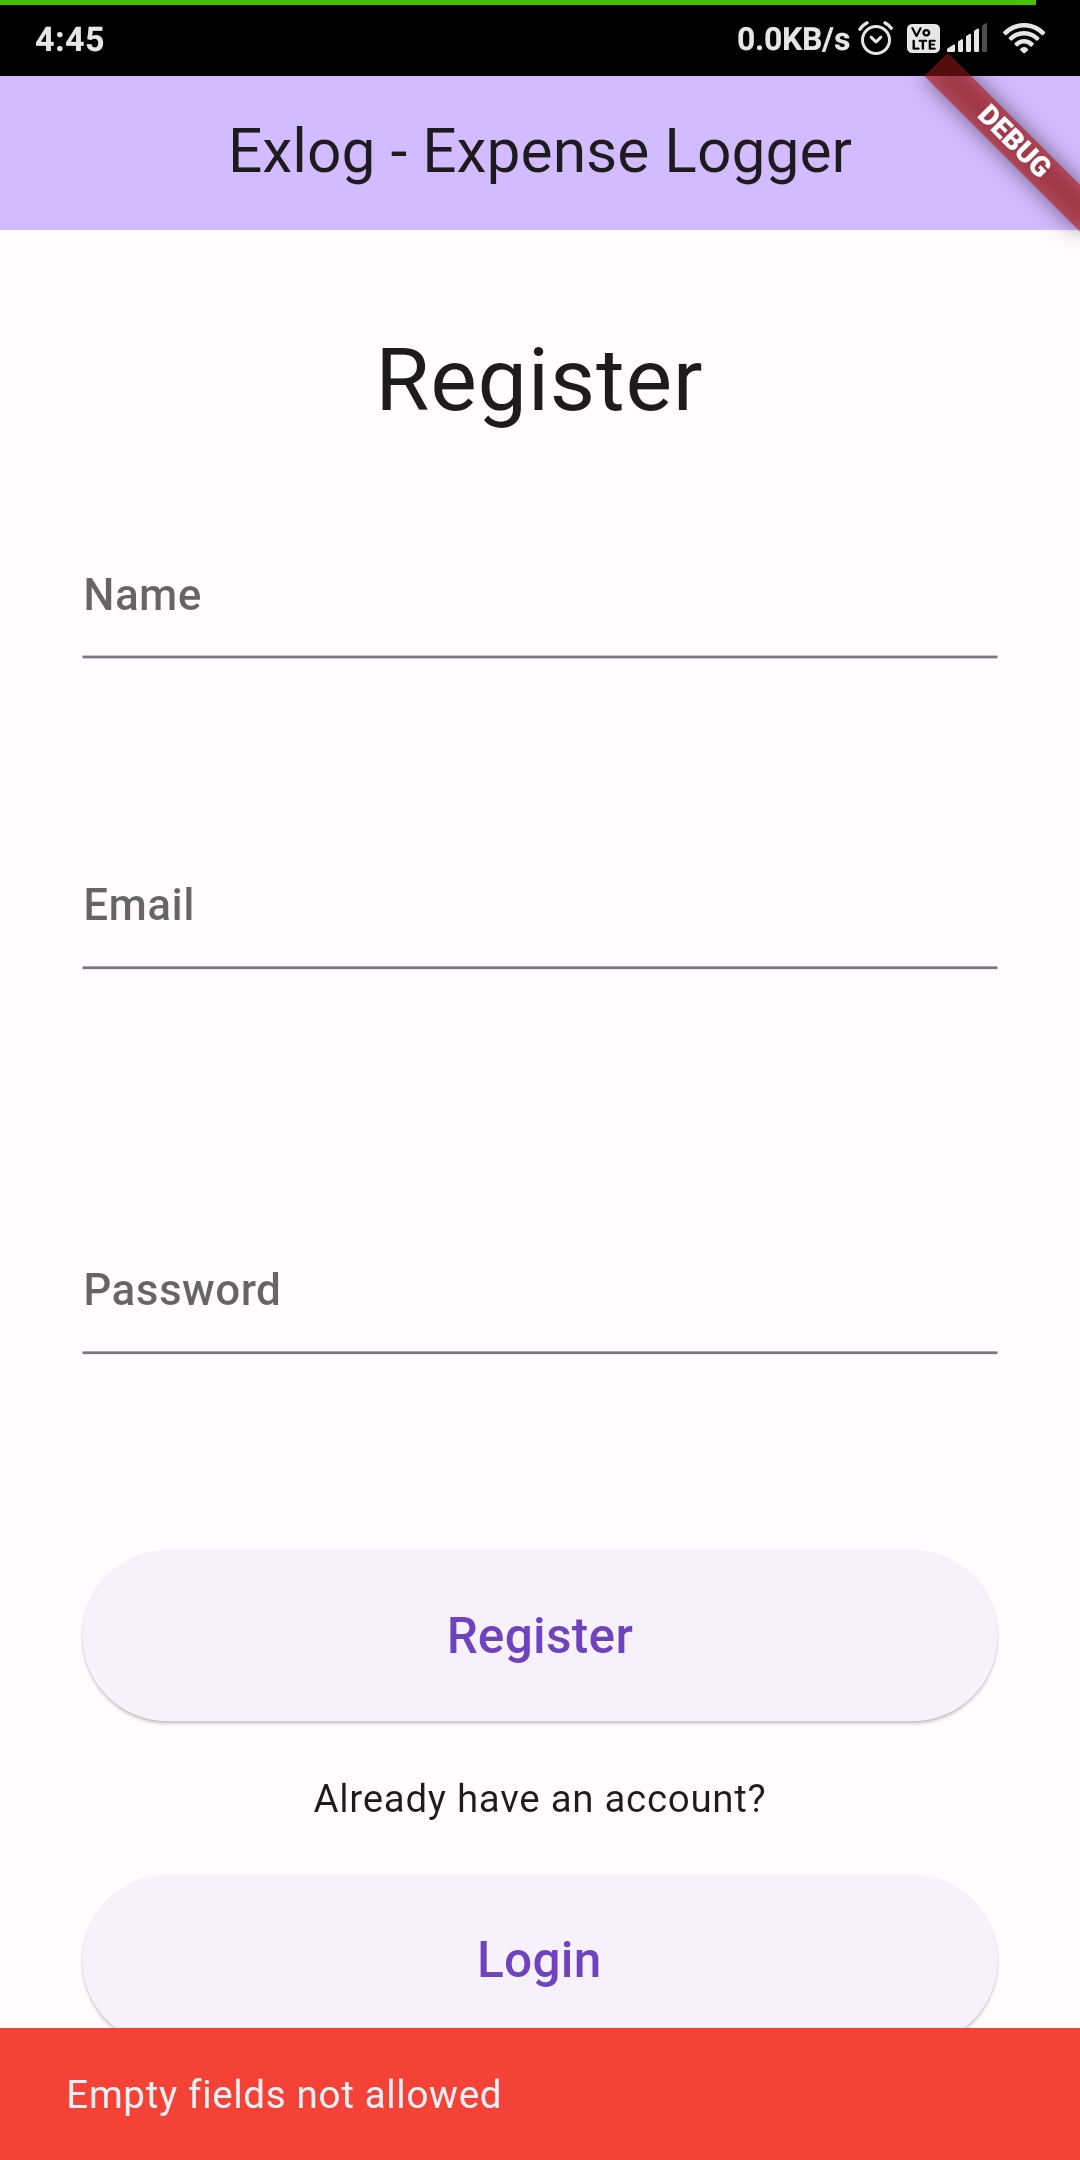 4:45
0.0KB/s
Vo LTE
DEBUG
Exlog - Expense Logger
Register
Name
Email
Password
Register
Already have an account?
Login
Empty fields not allowed